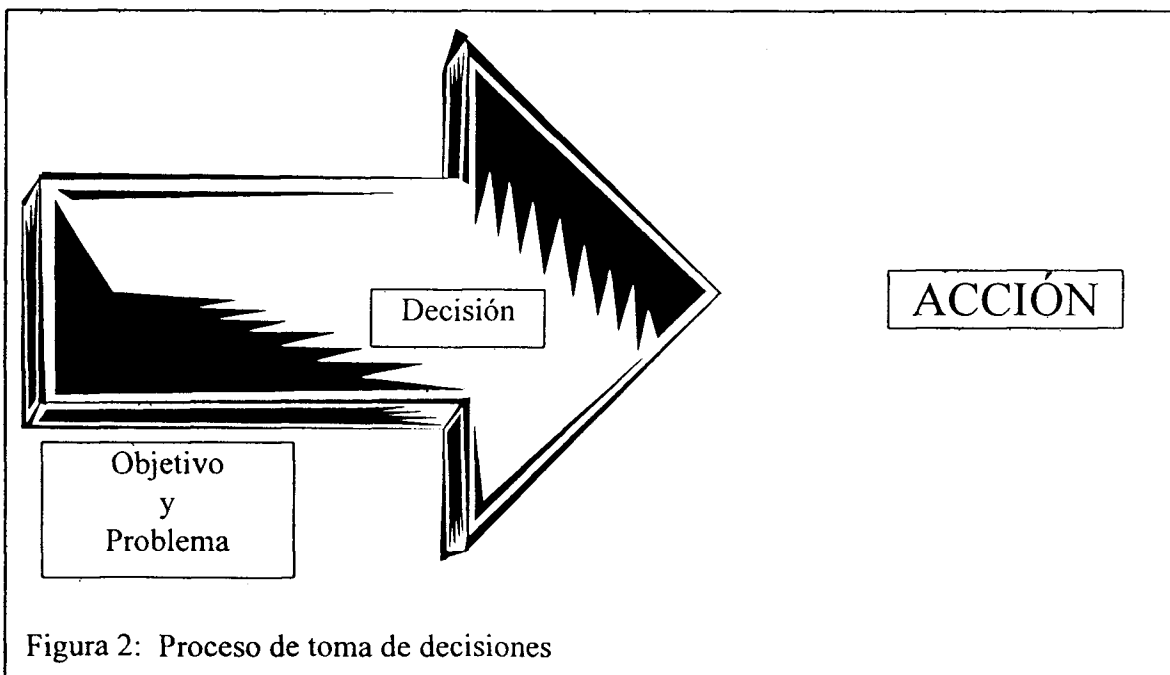 Decisión
ACCIÓN
Objetivo
y
Problema
Figura 2: Proceso de toma de decisiones